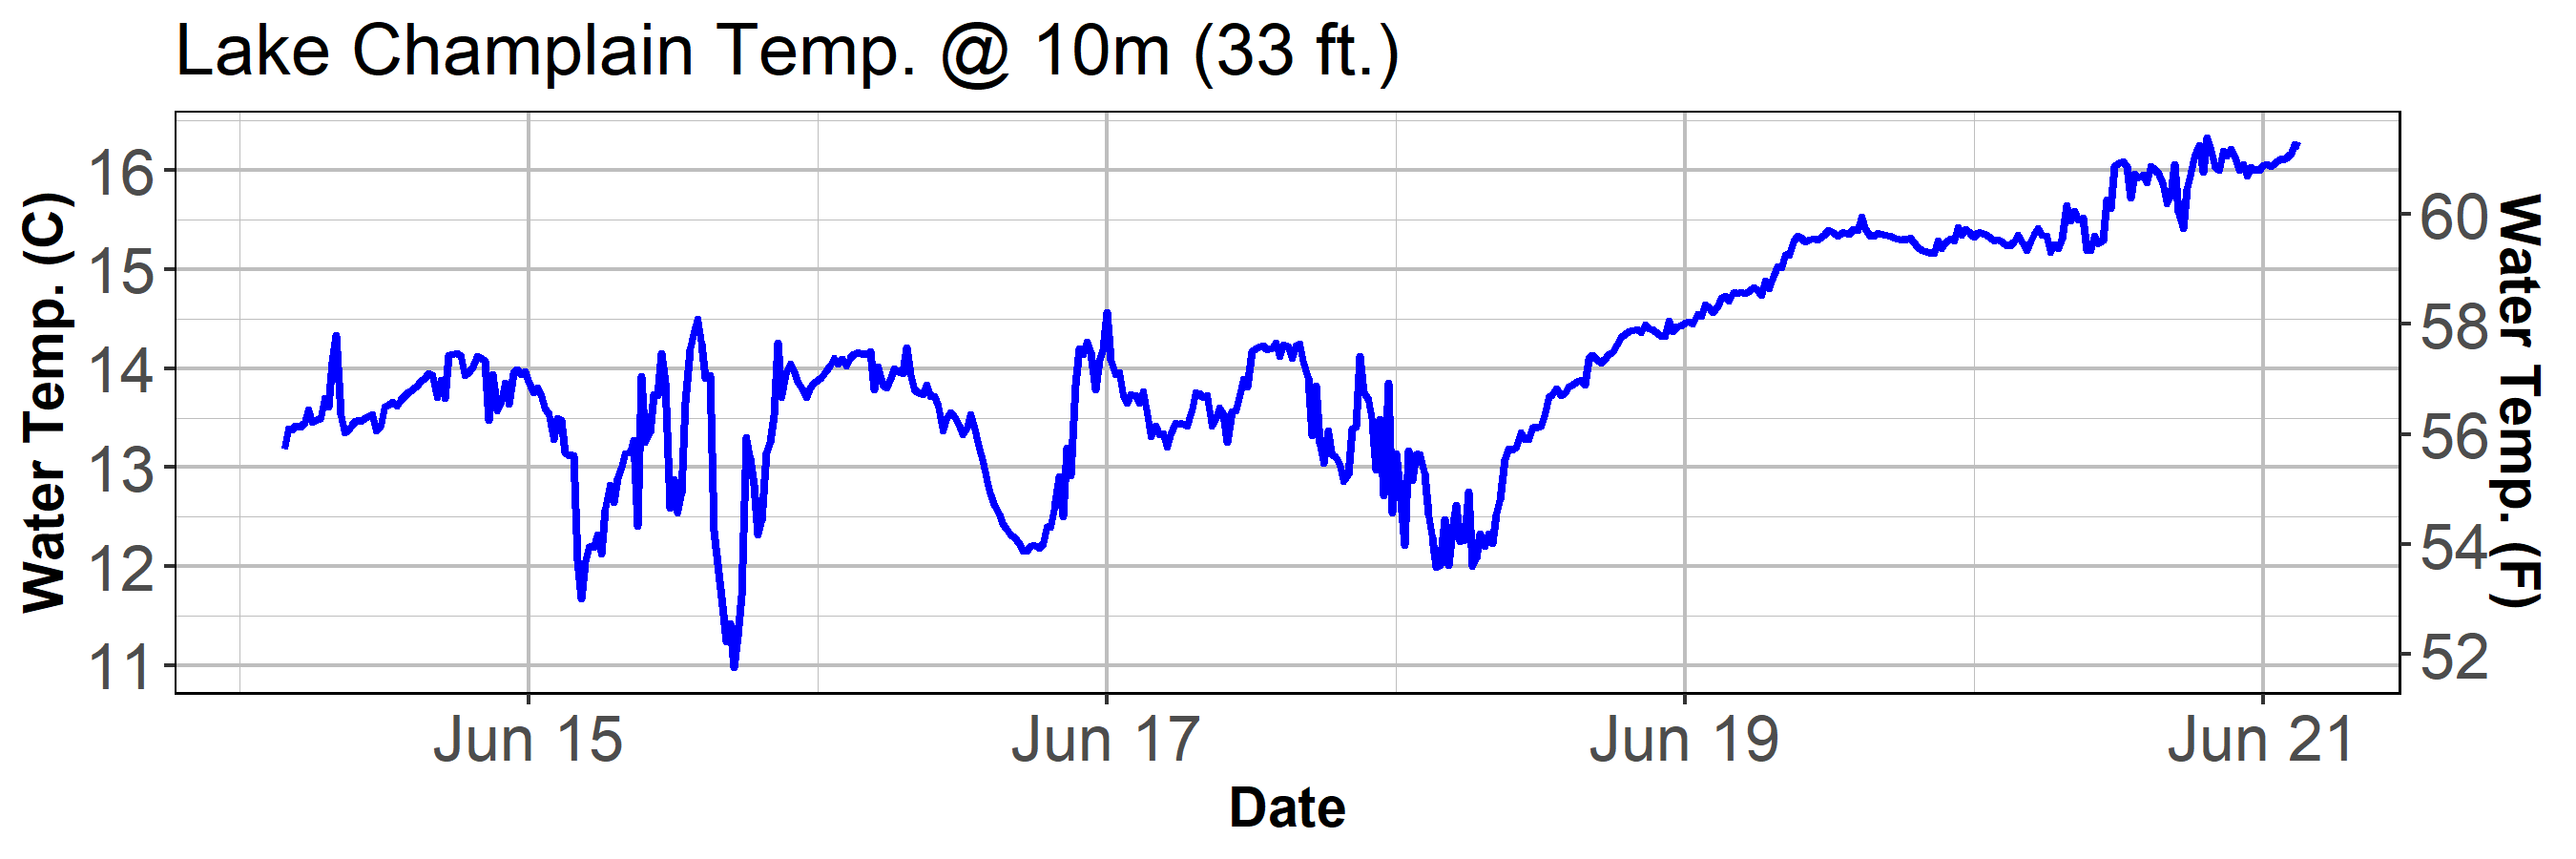 Lake Champlain Temp. @ 10m (33 ft.)
Water Temp. (C)
16
15
14
13
12
11
60
58
56
54
52
Water Temp. (F)
Jun 15
Jun 17
Jun 19
Jun 21
Date